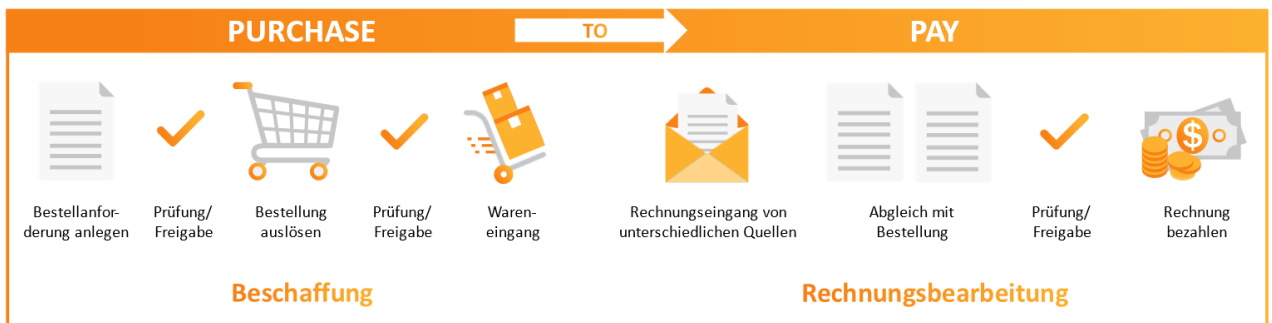 PURCHASE TO PAY
$
Bestellanfor-
derung anlegen
Prüfung/
Freigabe
Bestellung
auslösen
Prüfung/
Freigabe
Waren-
eingang
Rechnungseingang von
unterschiedlichen Quellen
Abgleich mit
Bestellung
Prüfung/
Freigabe
Rechnung
bezahlen
Beschaffung
Rechnungsbearbeitung